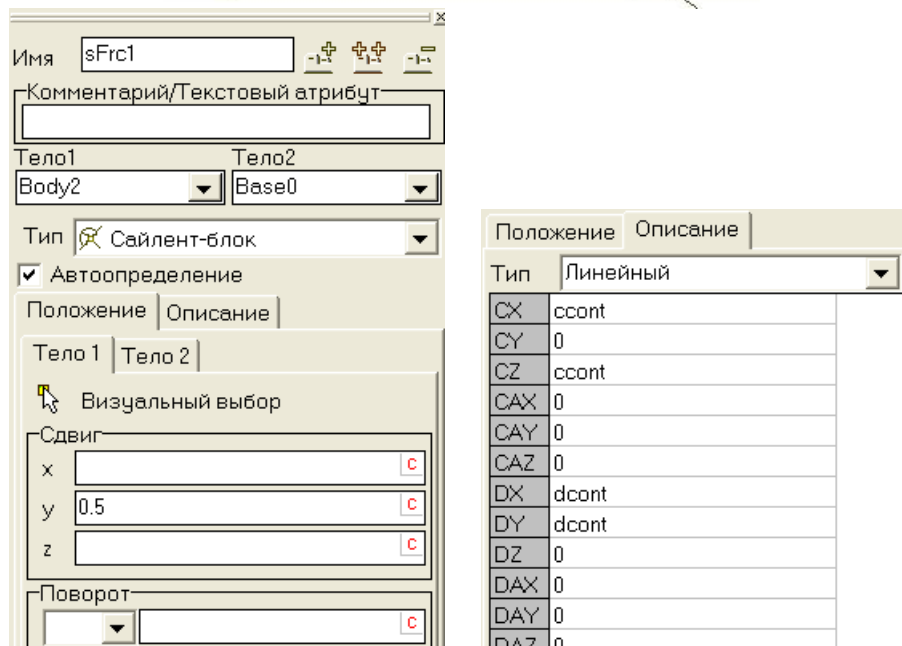 Имя sFrc1
Комментарий/Текстовый атрибут
Тело1 Тело2
Body2 Base0
Тип Сайлент-блок
Автоопределение
Положение Описание
Тело 1 Тело 2
Визуальный выбор
Сдвиг
x c
y 0.5 c
z c
Поворот
c
Положение Описание
Тип Линейный
CX ccont
CY 0
CZ ccont
CAX 0
CAY 0
CAZ 0
DX dcont
DY dcont
DZ 0
DAX 0
DAY 0
DAZ 0